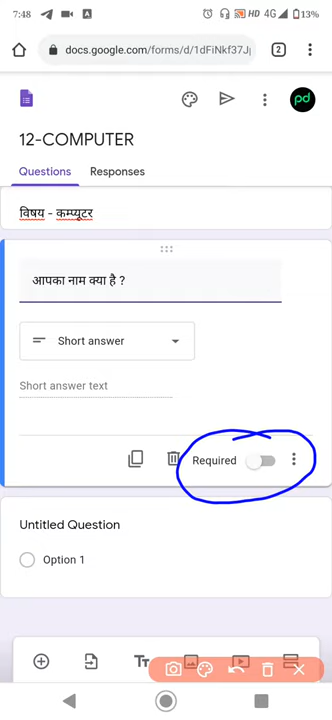 7:48
A
HD 4G 13%
docs.google.com/forms/d/1dFiNkf37J
2
pd
12-COMPUTER
Questions Responses
विषय - कम्प्यूटर
आपका नाम क्या है ?
Short answer
Short answer text
Required
Untitled Question
Option 1
Tт